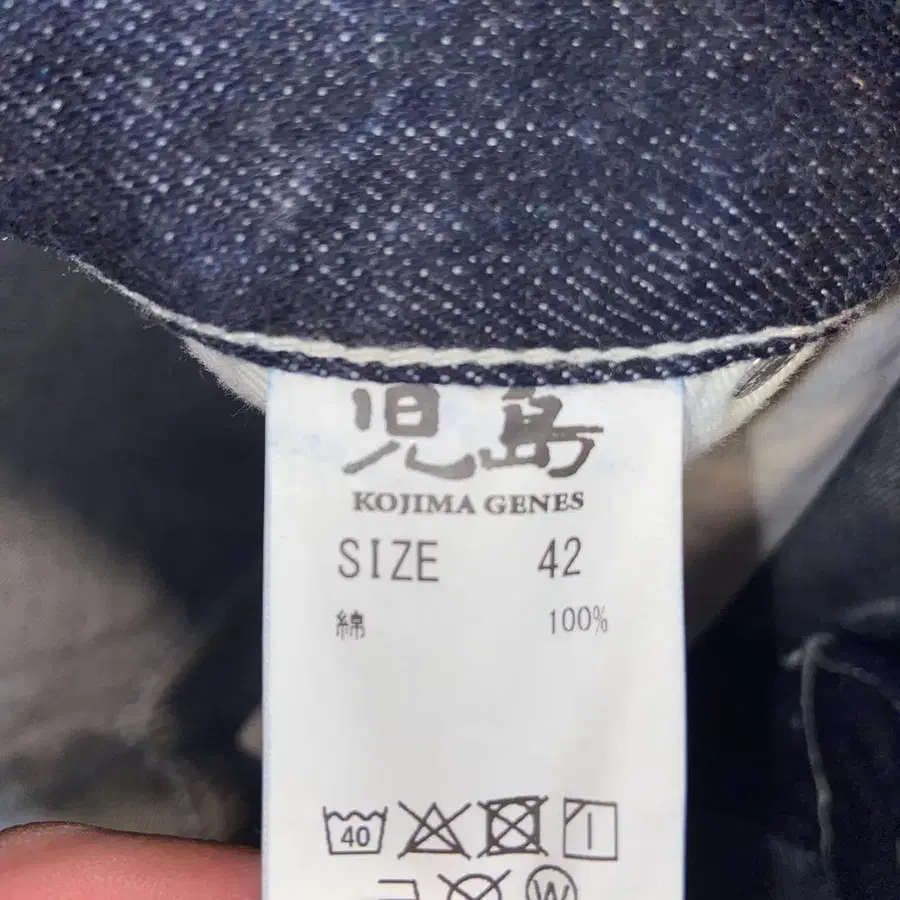 児島
KOJIMA GENES
SIZE 42
綿 100%
40
W